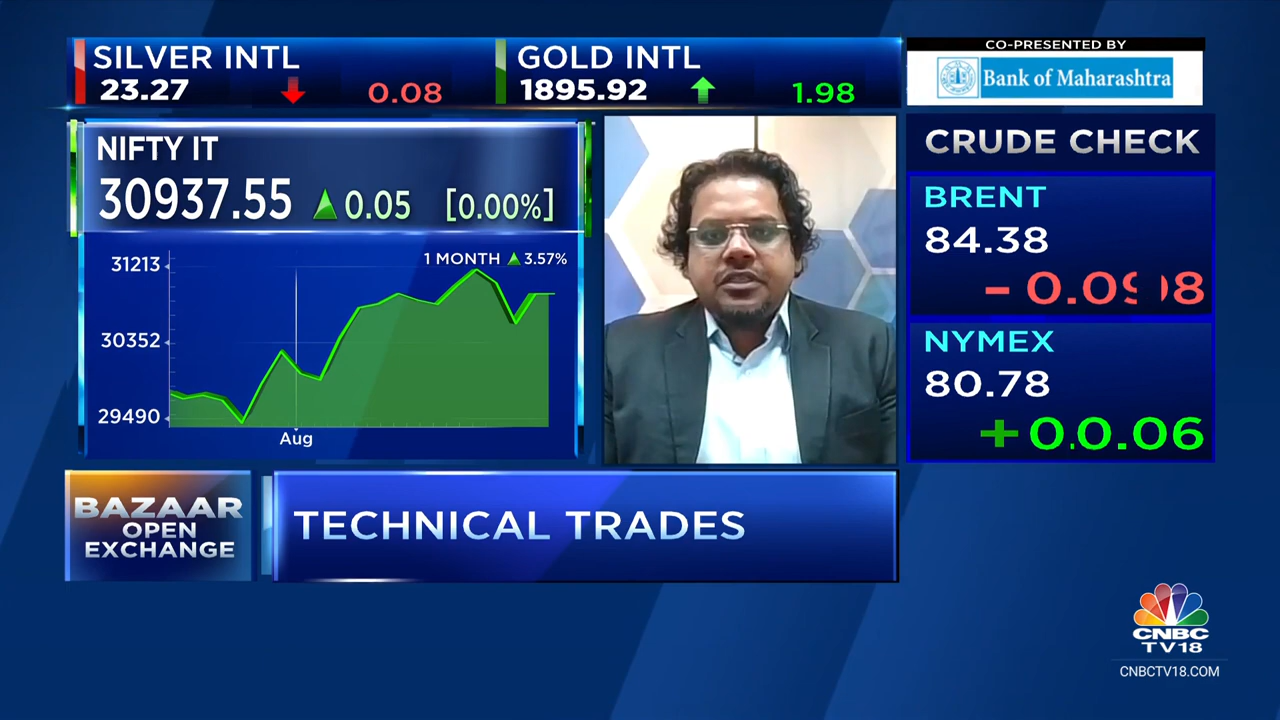 SILVER INTL
23.27 0.08
GOLD INTL
1895.92 1.98
CO-PRESENTED BY
Bank of Maharashtra
NIFTY IT
30937.55 0.05 [0.00%]
1 MONTH 3.57%
31213
30352
29490
Aug
CRUDE CHECK
BRENT
84.38
NYMEX
80.78
BAZAAR
OPEN
EXCHANGE
TECHNICAL TRADES
CNBC
TV18
CNBCTV18.COM